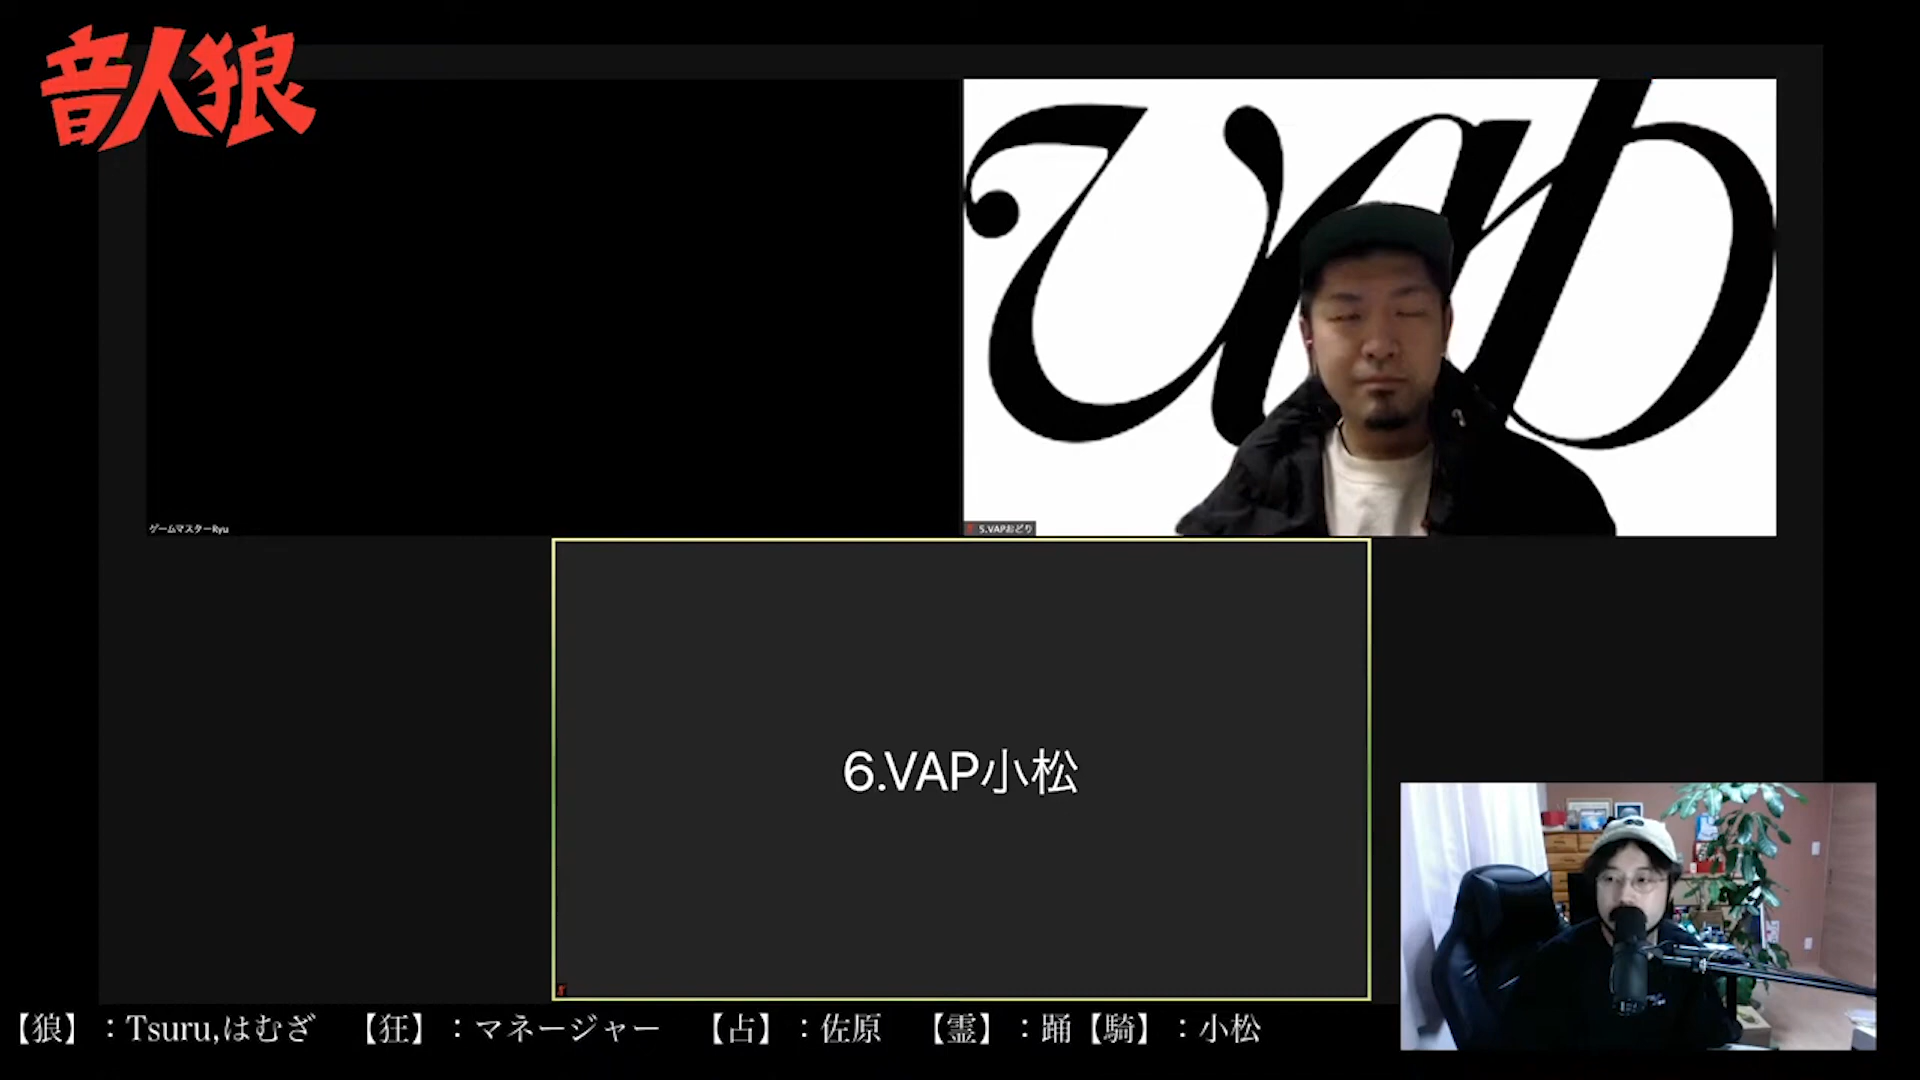 音人狼
vap
ゲームマスターRyu
5.VAPおどり
6.VAP小松
【狼】：Tsuru,はむざ 【狂】：マネージャー 【占】：佐原 【霊】：踊【騎】：小松